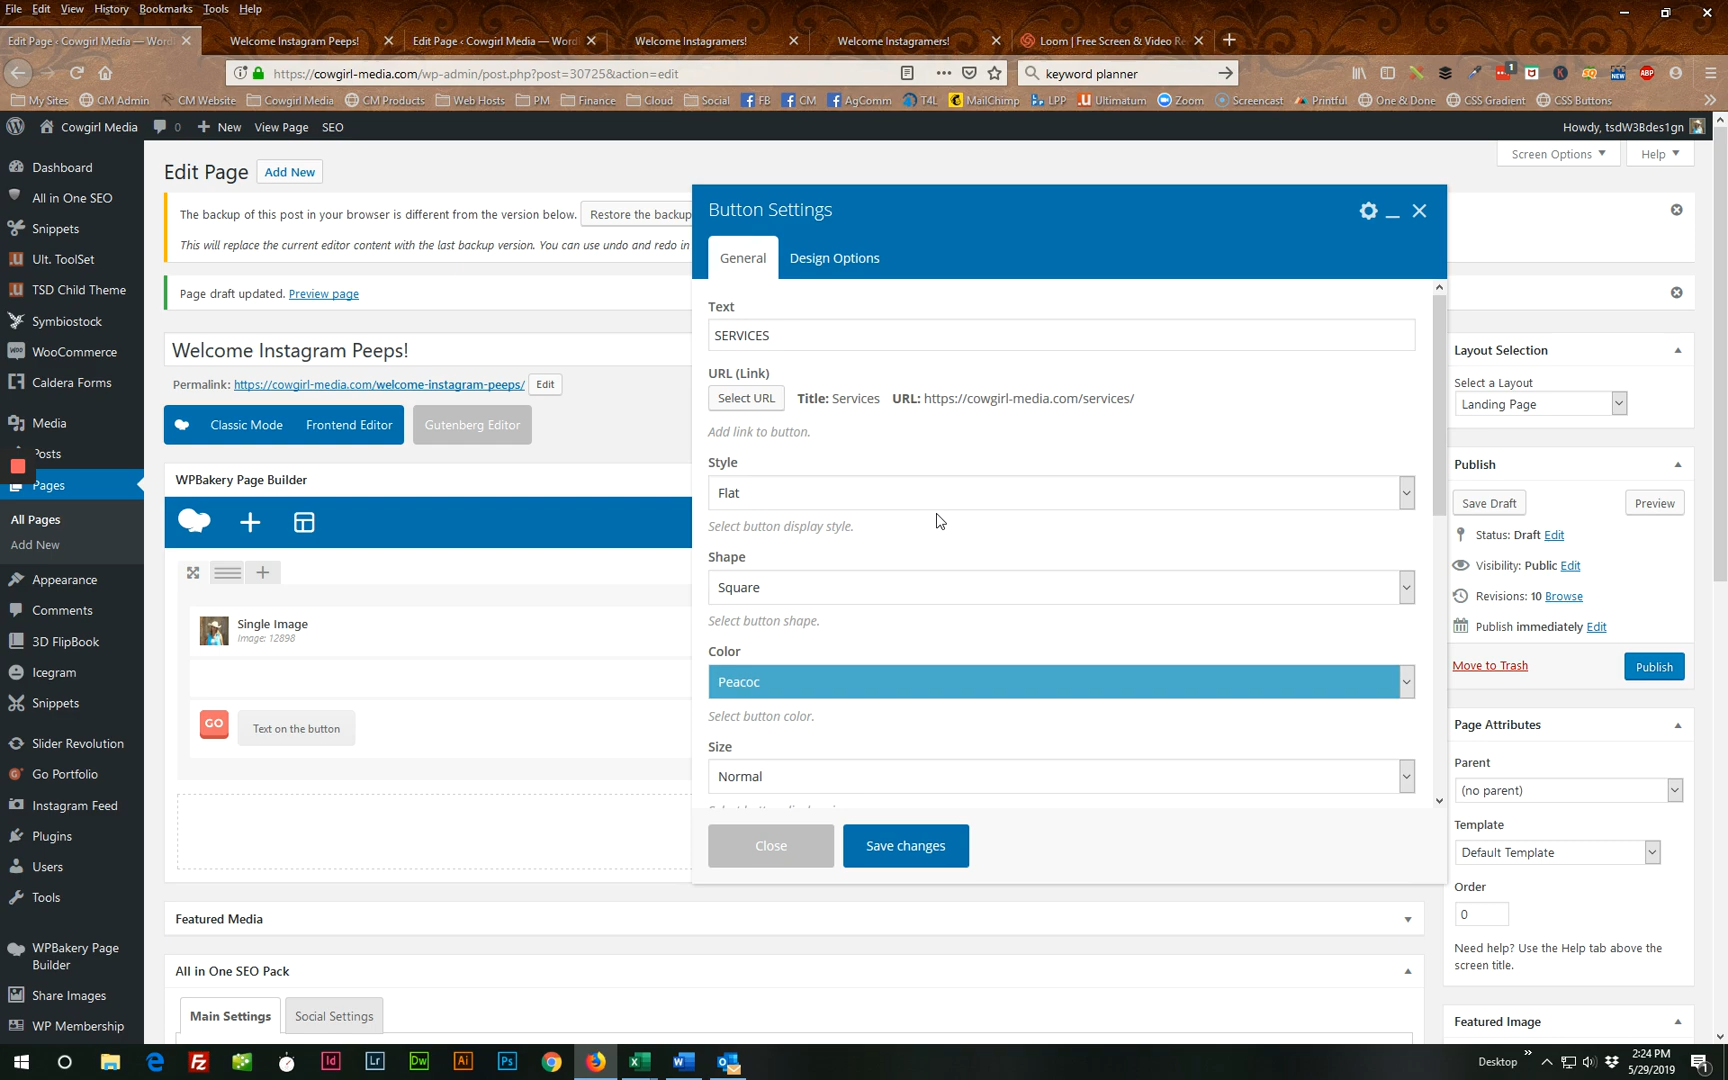 File Edit View History Bookmarks Tools Help
Edit Page ‹ Cowgirl Media — Word
Welcome Instagram Peeps!
Edit Page ‹ Cowgirl Media — Word
Welcome Instagramers!
Welcome Instagramers!
Loom | Free Screen & Video Re
https://cowgirl-media.com/wp-admin/post.php?post=30725&action=edit
keyword planner
My Sites CM Admin CM Website Cowgirl Media CM Products Web Hosts PM Finance Cloud Social FB CM AgComm T4L MailChimp LPP Ultimatum Zoom Screencast Printful One & Done CSS Gradient CSS Buttons
Cowgirl Media 0 New View Page SEO
Howdy, tsdW3Bdes1gn
Dashboard
All in One SEO
Snippets
Ult. ToolSet
TSD Child Theme
Symbiostock
WooCommerce
Caldera Forms
Media
Posts
Pages
All Pages
Add New
Appearance
Comments
3D FlipBook
Icegram
Snippets
Slider Revolution
Go Portfolio
Instagram Feed
Plugins
Users
Tools
WPBakery Page
Builder
Share Images
WP Membership
Edit Page Add New
Screen Options Help
The backup of this post in your browser is different from the version below. Restore the backup
This will replace the current editor content with the last backup version. You can use undo and redo in
Page draft updated. Preview page
Welcome Instagram Peeps!
Permalink: https://cowgirl-media.com/welcome-instagram-peeps/ Edit
Classic Mode Frontend Editor Gutenberg Editor
WPBakery Page Builder
Single Image
Image: 12898
GO Text on the button
Featured Media
All in One SEO Pack
Main Settings Social Settings
Button Settings
General Design Options
Text
SERVICES
URL (Link)
Select URL Title: Services URL: https://cowgirl-media.com/services/
Add link to button.
Style
Flat
Select button display style.
Shape
Square
Select button shape.
Color
Peacoc
Select button color.
Size
Normal
Close Save changes
Layout Selection
Select a Layout
Landing Page
Publish
Save Draft Preview
Status: Draft Edit
Visibility: Public Edit
Revisions: 10 Browse
Publish immediately Edit
Move to Trash Publish
Page Attributes
Parent
(no parent)
Template
Default Template
Order
0
Need help? Use the Help tab above the
screen title.
Featured Image
Desktop
2:24 PM
5/29/2019